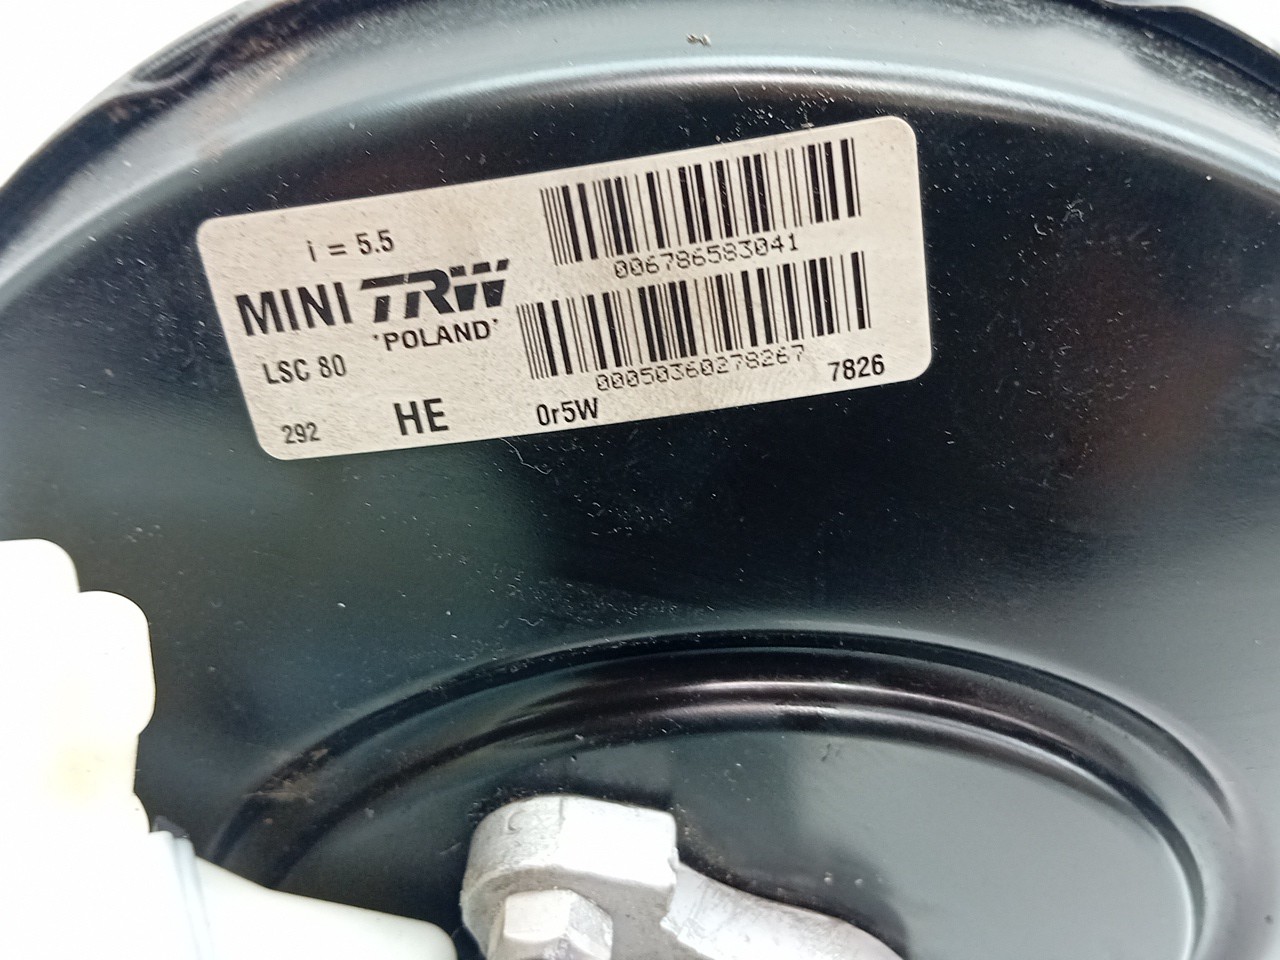 i = 5.5
006786583041
MINI TRW
'POLAND'
LSC 80
00050360278267
7826
292 HE 0r5W